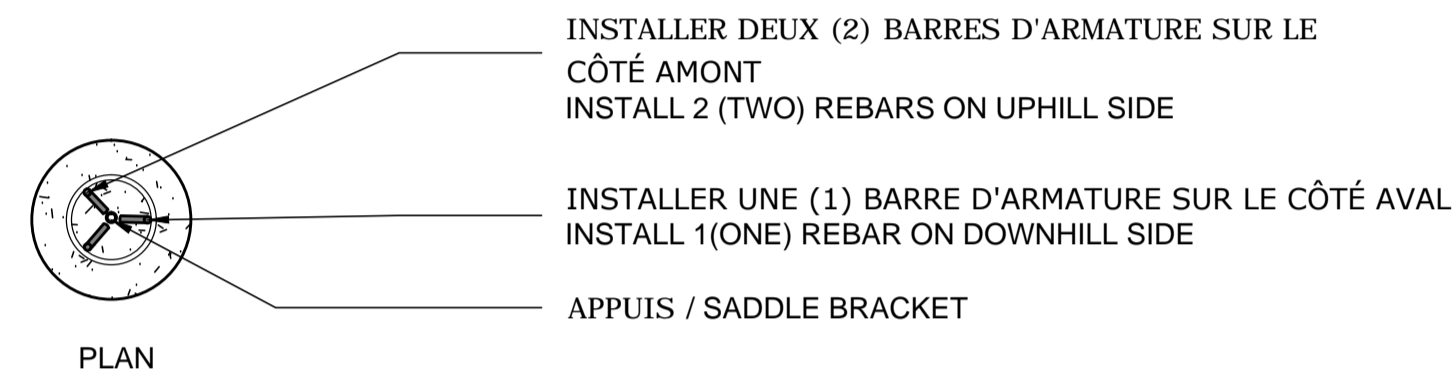 INSTALLER DEUX (2) BARRES D'ARMATURE SUR LE
CÔTÉ AMONT
INSTALL 2 (TWO) REBARS ON UPHILL SIDE
INSTALLER UNE (1) BARRE D'ARMATURE SUR LE CÔTÉ AVAL
INSTALL 1(ONE) REBAR ON DOWNHILL SIDE
APPUIS / SADDLE BRACKET
PLAN